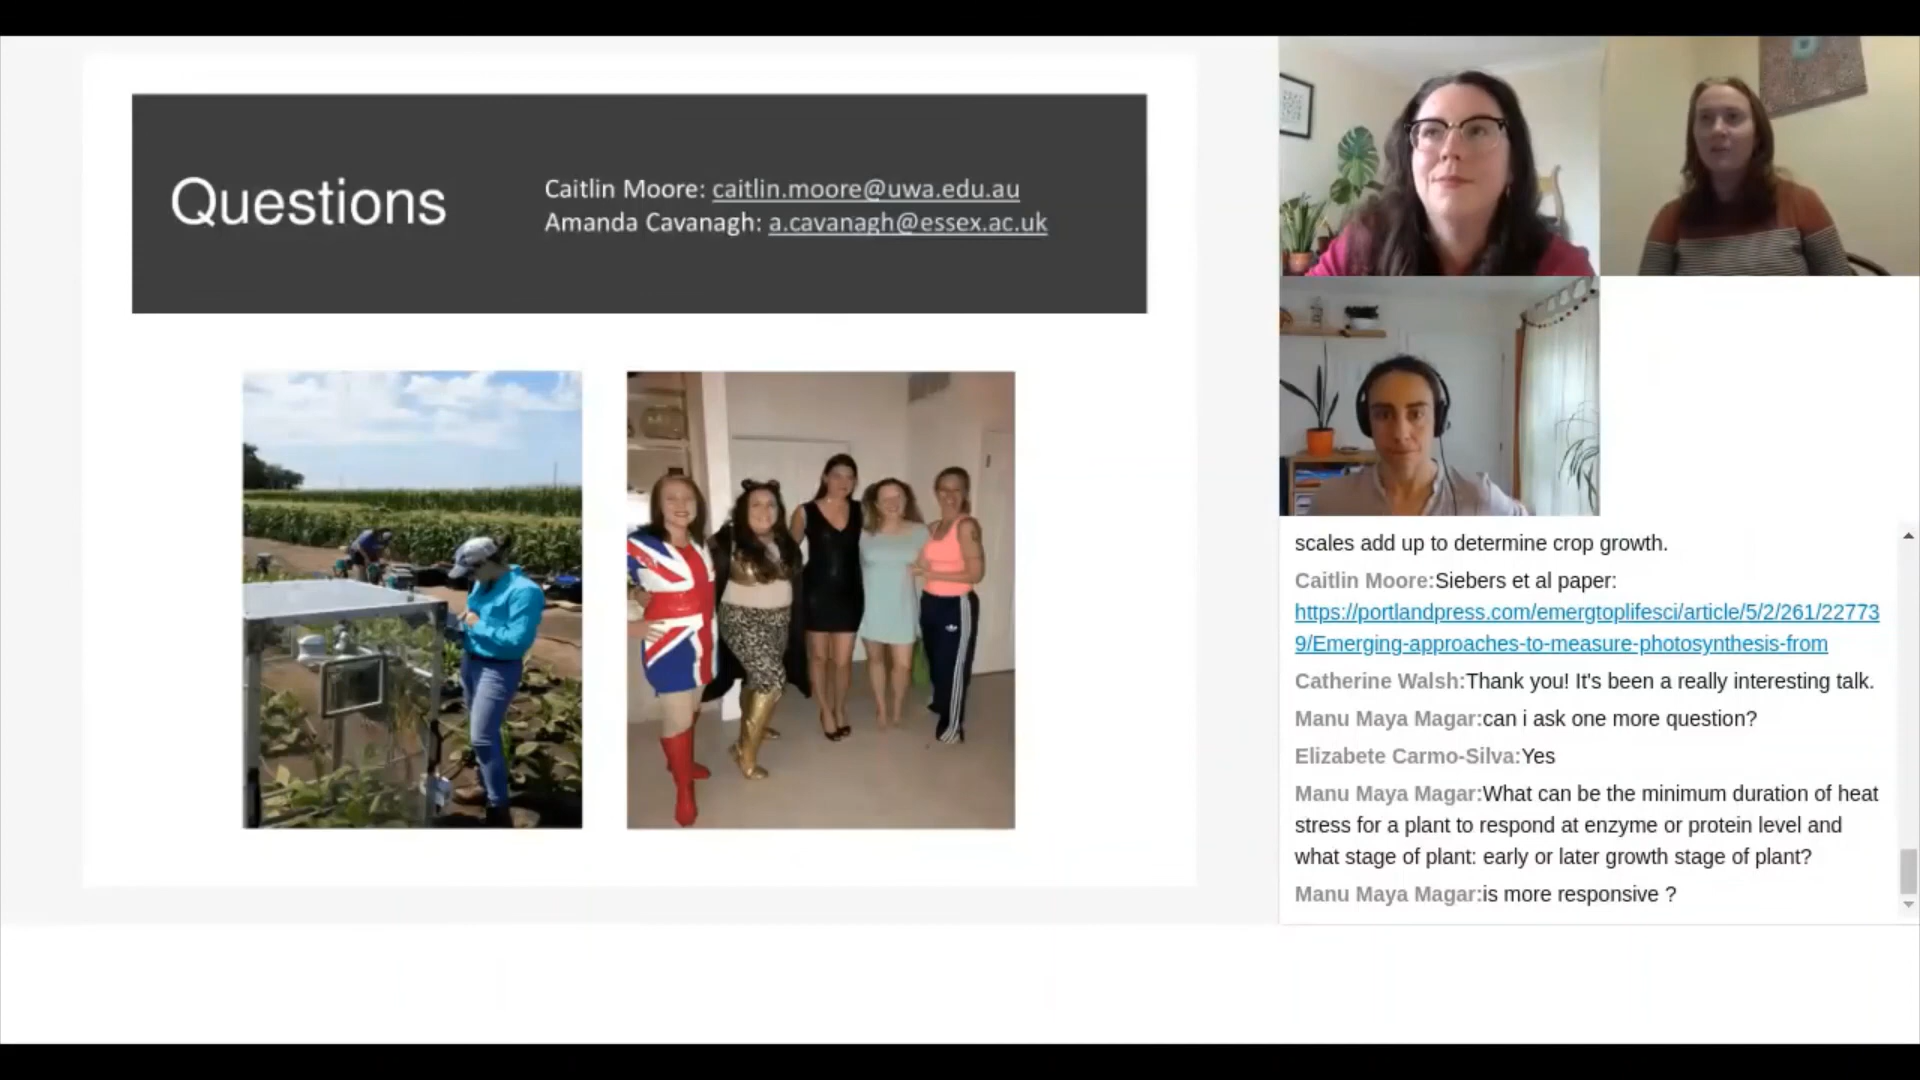 Questions
Caitlin Moore: caitlin.moore@uwa.edu.au
Amanda Cavanagh: a.cavanagh@essex.ac.uk
scales add up to determine crop growth.
Caitlin Moore:Siebers et al paper:
https://portlandpress.com/emergtoplifesci/article/5/2/261/22773
9/Emerging-approaches-to-measure-photosynthesis-from
Catherine Walsh:Thank you! It's been a really interesting talk.
Manu Maya Magar:can i ask one more question?
Elizabete Carmo-Silva:Yes
Manu Maya Magar:What can be the minimum duration of heat
stress for a plant to respond at enzyme or protein level and
what stage of plant: early or later growth stage of plant?
Manu Maya Magar:is more responsive ?